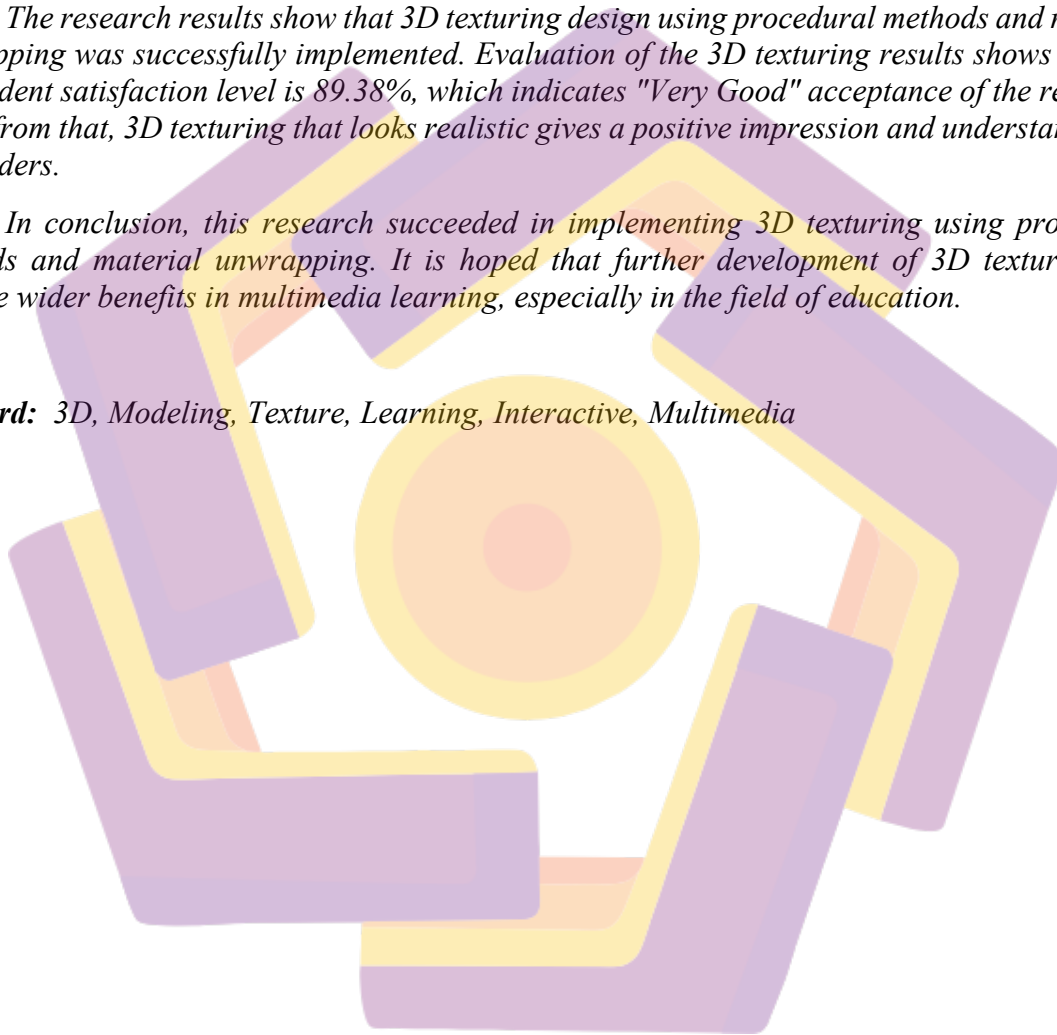 The research results show that 3D texturing design using procedural methods and
pping was successfully implemented. Evaluation of the 3D texturing results shows
dent satisfaction level is 89.38%, which indicates "Very Good" acceptance of the
from that, 3D texturing that looks realistic gives a positive impression and
ders.
In conclusion, this research succeeded in implementing 3D texturing using
ds and material unwrapping. It is hoped that further development of 3D
e wider benefits in multimedia learning, especially in the field of education.
rd: 3D, Modeling, Texture, Learning, Interactive, Multimedia